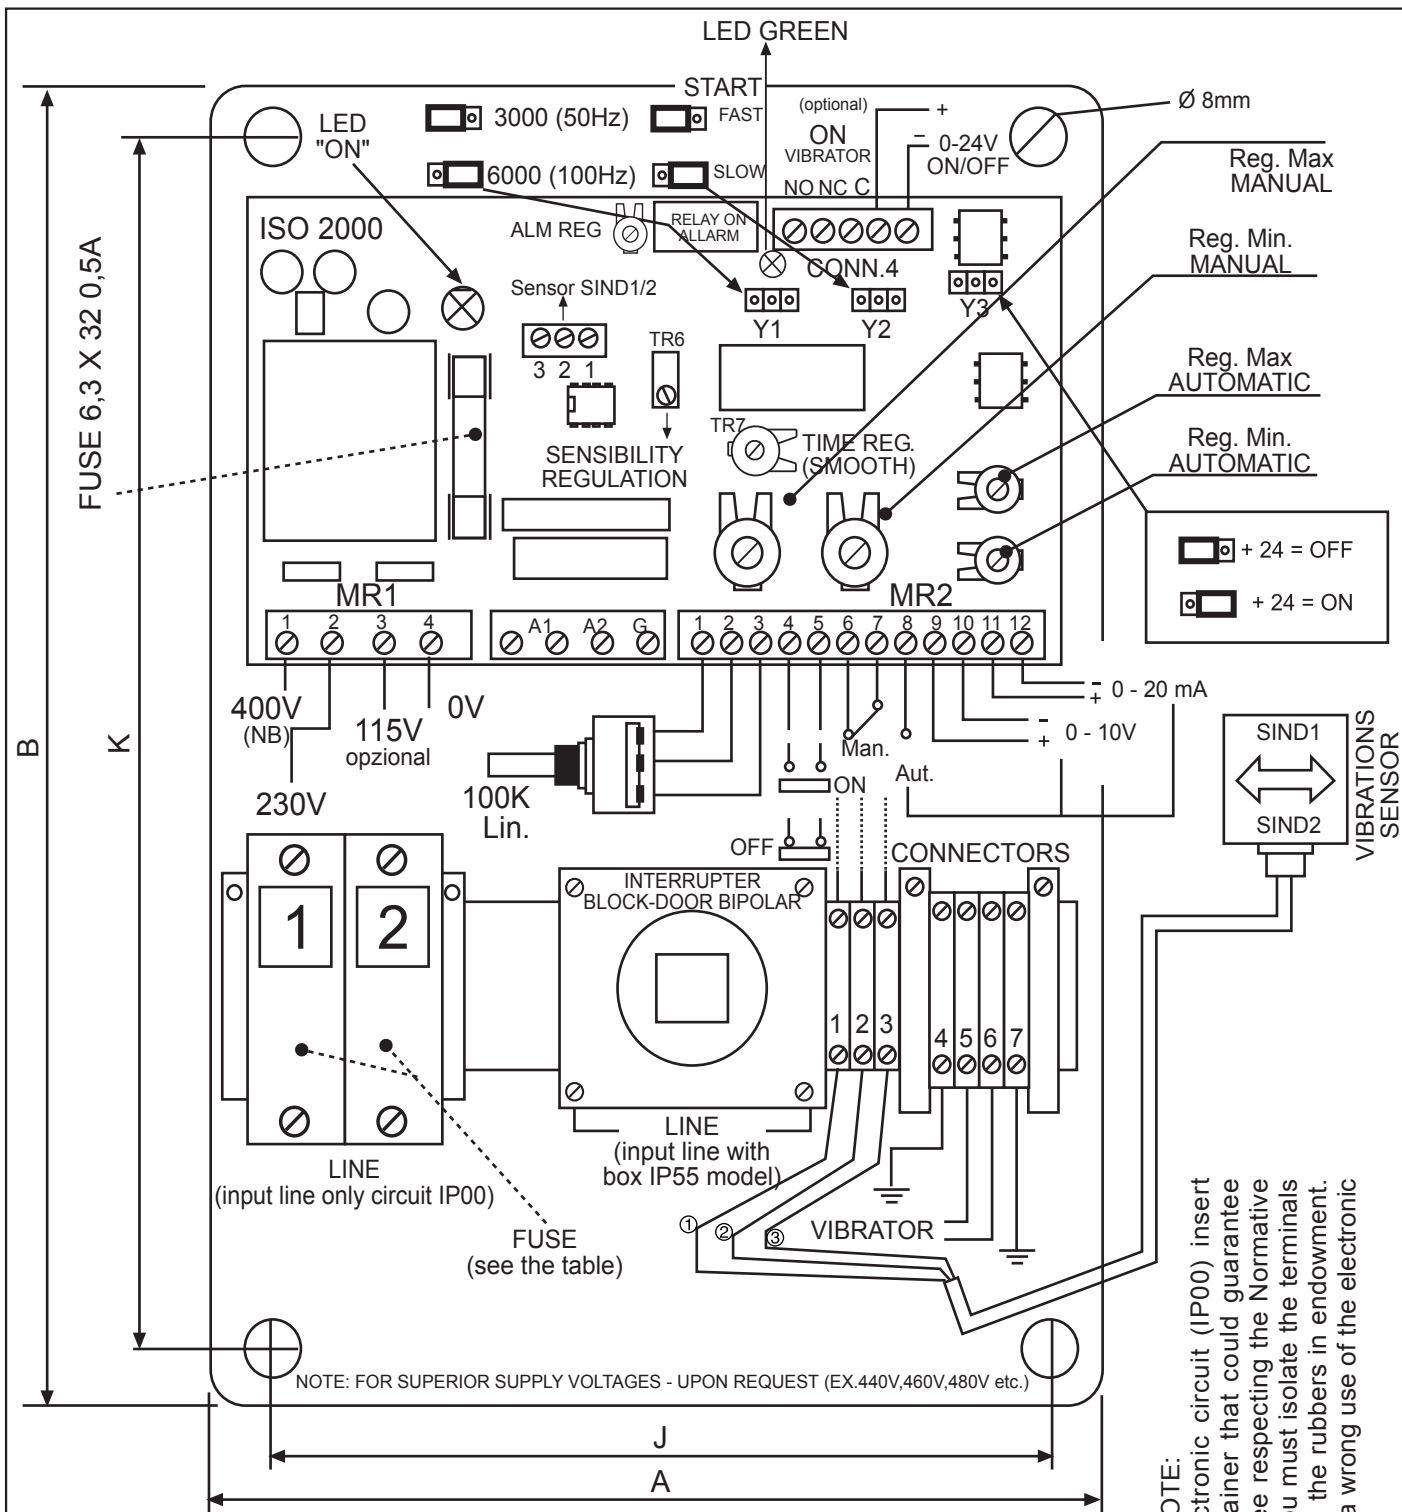 LED GREEN
START
3000 (50Hz)
FAST
6000 (100Hz)
SLOW
LED
"ON"
(optional)
ON
VIBRATOR
NO NC C
+
–
0-24V
ON/OFF
Ø 8mm
Reg. Max
MANUAL
Reg. Min.
MANUAL
Reg. Max
AUTOMATIC
Reg. Min.
AUTOMATIC
ISO 2000
ALM REG
RELAY ON
ALLARM
CONN.4
Sensor SIND1/2
3 2 1
TR6
Y1
Y2
Y3
TR7
TIME REG.
(SMOOTH)
SENSIBILITY
REGULATION
FUSE 6,3 X 32 0,5A
+ 24 = OFF
+ 24 = ON
MR1
MR2
1 2 3 4
A1 A2 G
1 2 3 4 5 6 7 8 9 10 11 12
400V
(NB)
115V
opzional
0V
230V
100K
Lin.
Man.
Aut.
ON
OFF
–
+
0 - 20 mA
–
+
0 - 10V
SIND1
SIND2
VIBRATIONS
SENSOR
B
K
1
2
INTERRUPTER
BLOCK-DOOR BIPOLAR
CONNECTORS
1 2 3
4 5 6 7
LINE
(input line only circuit IP00)
LINE
(input line with
box IP55 model)
FUSE
(see the table)
① ② ③
VIBRATOR
NOTE: FOR SUPERIOR SUPPLY VOLTAGES - UPON REQUEST (EX.440V,460V,480V etc.)
J
A
OTE:
ctronic circuit (IP00) insert
ainer that could guarantee
ee respecting the Normative
ou must isolate the terminals
the rubbers in endowment.
a wrong use of the electronic